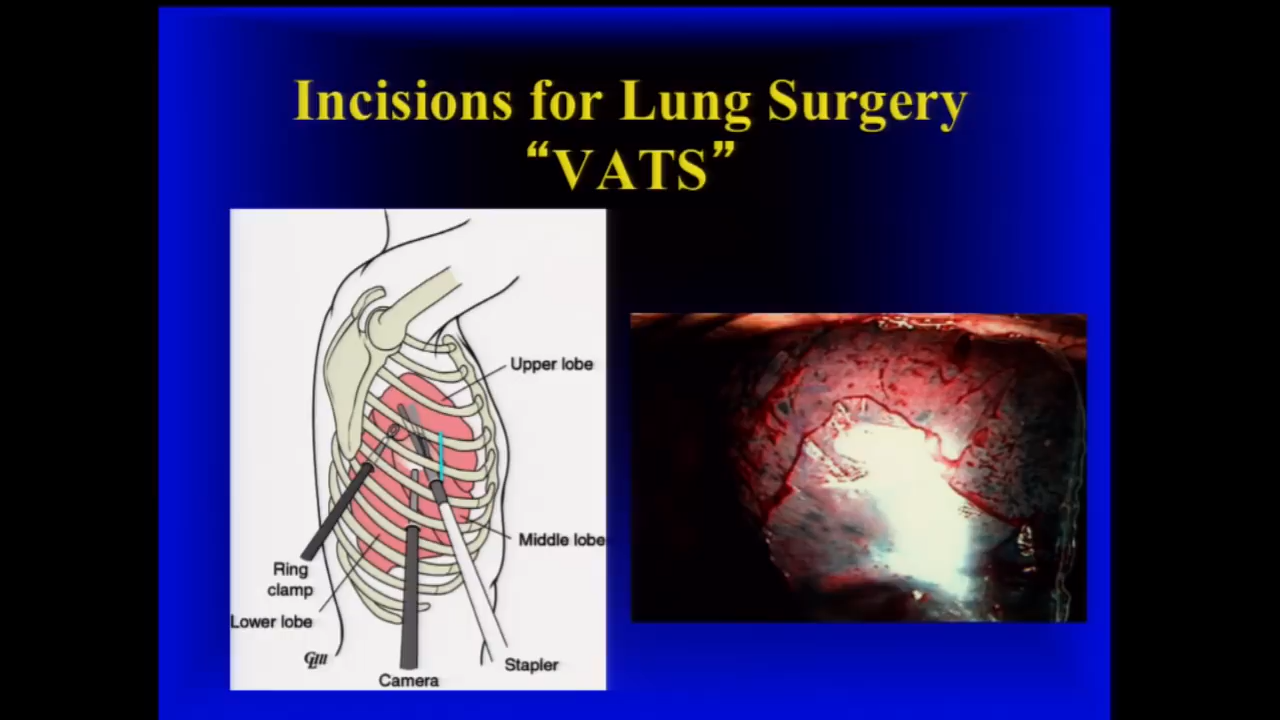 Incisions for Lung Surgery
“VATS”
Upper lobe
Middle lobe
Ring
clamp
Lower lobe
Stapler
Camera